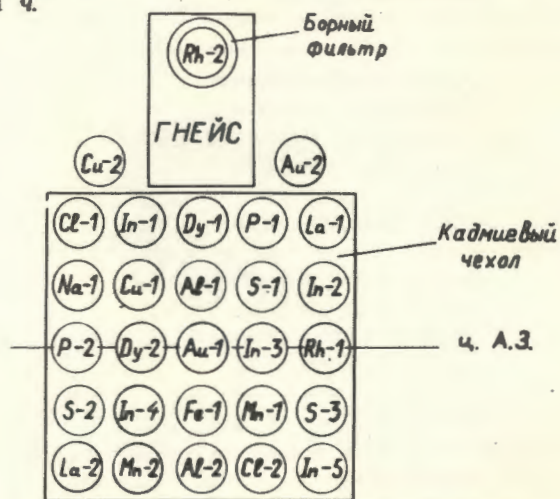 ч.
Борный
фильтр
Rh-2
ГНЕЙС
Cu-2 Au-2
Cl-1 In-1 Dy-1 P-1 La-1
Кадмиевый
чехол
Na-1 Cu-1 Al-1 S-1 In-2
P-2 Dy-2 Au-1 In-3 Rh-1 ц. А.З.
S-2 In-4 Fe-1 Mn-1 S-3
La-2 Mn-2 Al-2 Cl-2 In-5